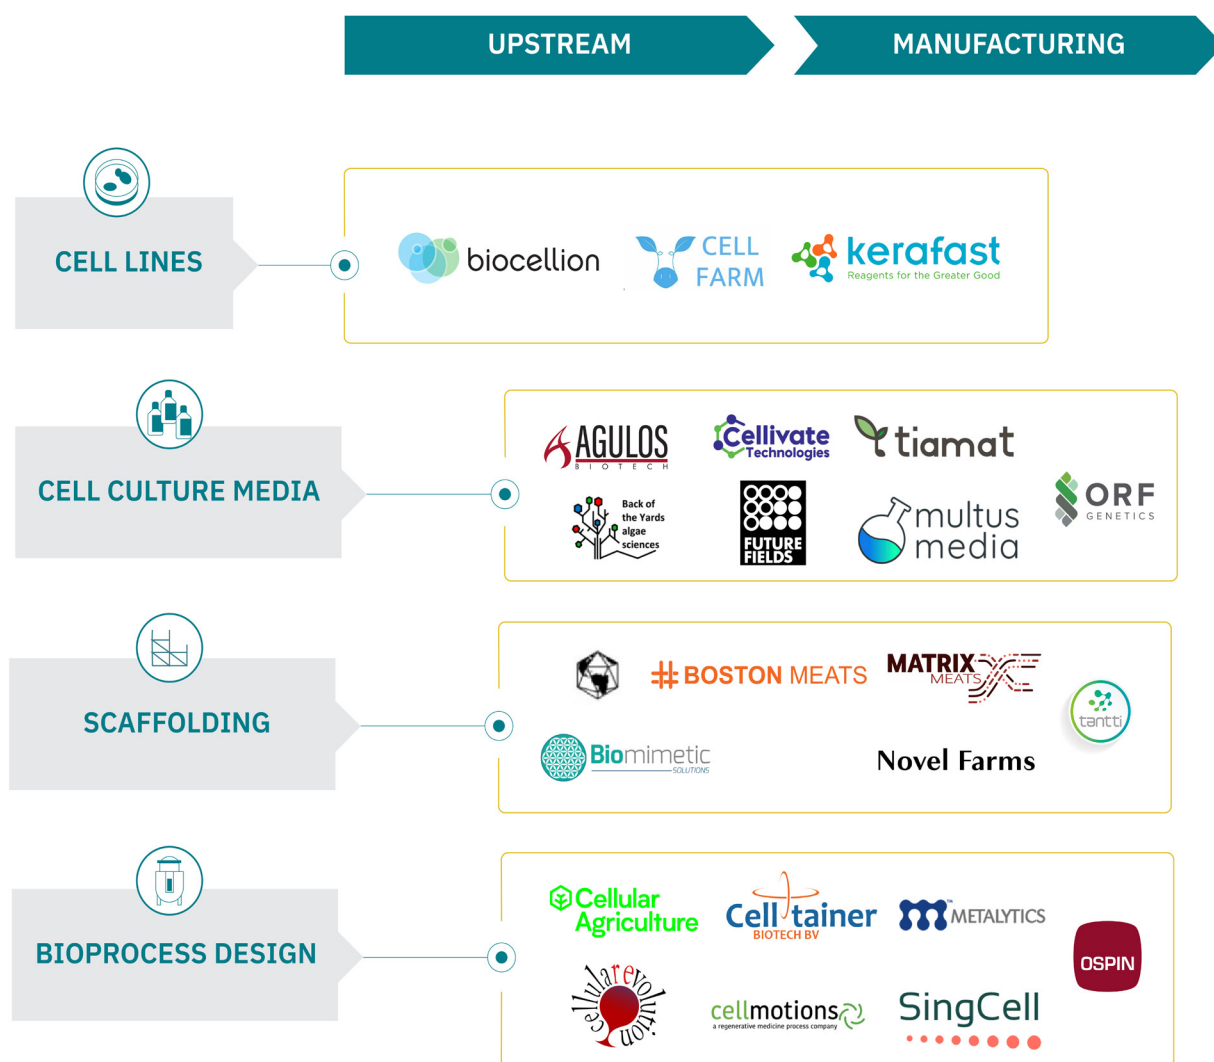 UPSTREAM
MANUFACTURING
CELL LINES
biocellion
CELL
FARM
kerafast
Reagents for the Greater Good
CELL CULTURE MEDIA
AGULOS
BIOTECH
Cellivate
Technologies
tiamat
Back of
the Yards
algae
sciences
FUTURE
FIELDS
multus
media
ORF
GENETICS
SCAFFOLDING
BOSTON MEATS
MATRIX
MEATS
tantti
Biomimetic
SOLUTIONS
Novel Farms
BIOPROCESS DESIGN
Cellular
Agriculture
Cell tainer
BIOTECH BV
METALYTICS
TM
OSPIN
cellularevolution
cellmotions
a regenerative medicine process company
SingCell